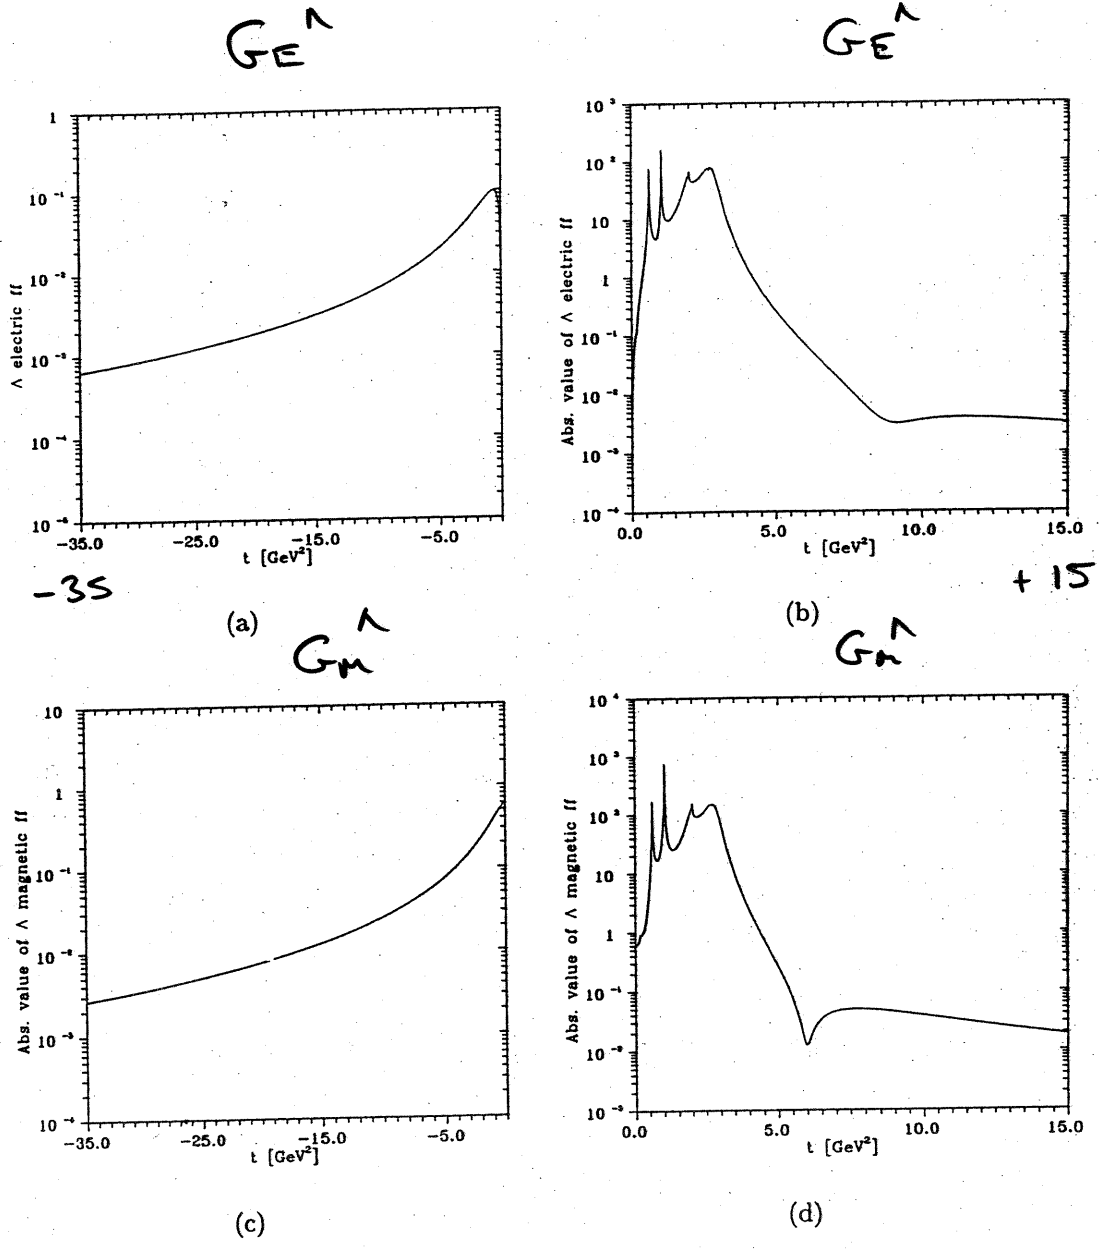 G_E^Λ
Λ electric ff
1
10^-1
10^-2
10^-3
10^-4
10^-5
-35.0 -25.0 -15.0 -5.0
t [GeV²]
-35
(a)
G_E^Λ
Abs. value of Λ electric ff
10^3
10^2
10
1
10^-1
10^-2
10^-3
10^-4
0.0 5.0 10.0 15.0
t [GeV²]
+15
(b)
G_M^Λ
Abs. value of Λ magnetic ff
10
1
10^-1
10^-2
10^-3
10^-4
-35.0 -25.0 -15.0 -5.0
t [GeV²]
(c)
G_M^Λ
Abs. value of Λ magnetic ff
10^4
10^3
10^2
10
1
10^-1
10^-2
10^-3
0.0 5.0 10.0 15.0
t [GeV²]
(d)